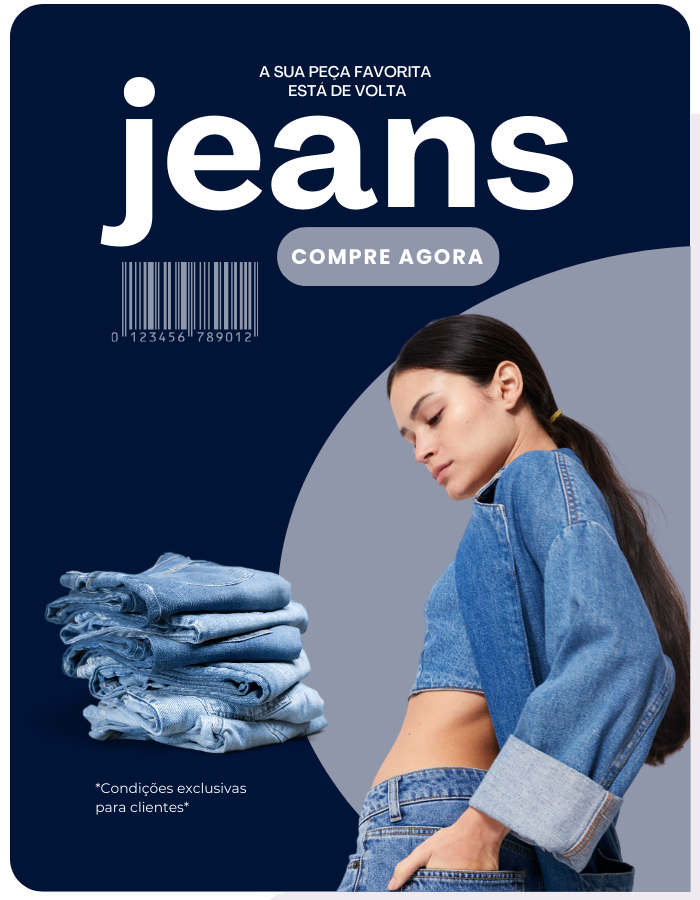 A SUA PEÇA FAVORITA
ESTÁ DE VOLTA
jeans
COMPRE AGORA
0 123456 789012
*Condições exclusivas
para clientes*